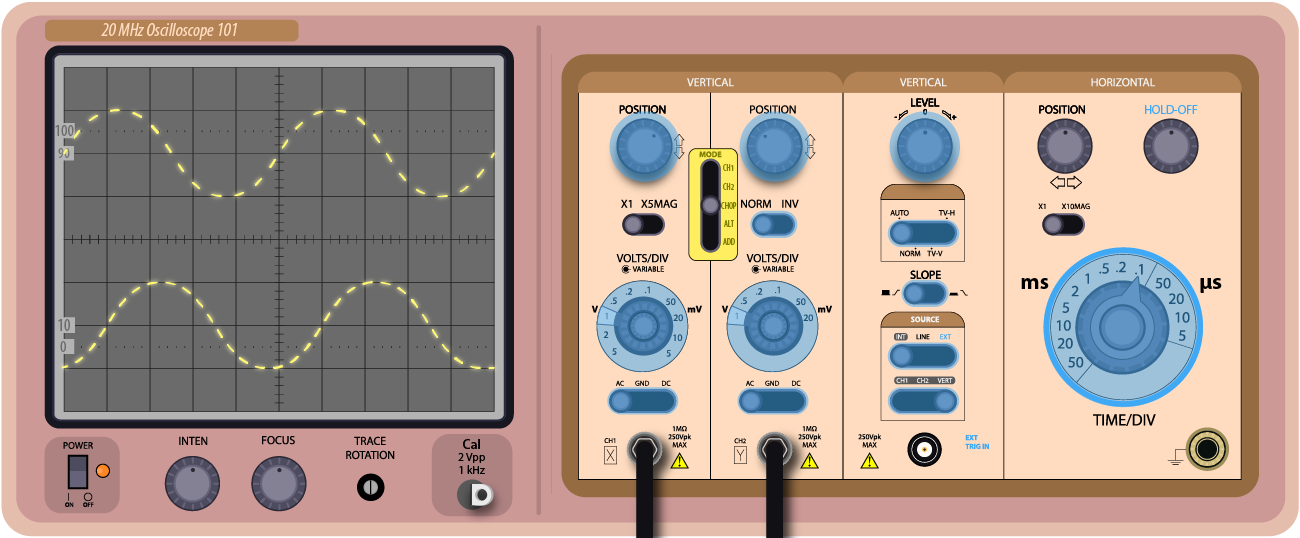 20 MHz Oscilloscope 101
100
90
10
0
POWER
ON OFF
INTEN
FOCUS
TRACE
ROTATION
Cal
2 Vpp
1 kHz
VERTICAL
VERTICAL
HORIZONTAL
POSITION
POSITION
MODE
CH1
CH2
CHOP
ALT
ADD
X1 X5MAG
NORM INV
VOLTS/DIV
VARIABLE
VOLTS/DIV
VARIABLE
V
mV
.5 .2 .1 50 20 10 5
1 2 5
V
mV
.5 .2 .1 50 20 10 5
1 2 5
AC GND DC
AC GND DC
CH1
X
1MΩ
250Vpk
MAX
CH2
Y
1MΩ
250Vpk
MAX
LEVEL
- 0 +
AUTO TV-H
NORM TV-V
SLOPE
SOURCE
INT LINE EXT
CH1 CH2 VERT
250Vpk
MAX
EXT
TRIG IN
POSITION
HOLD-OFF
X1 X10MAG
ms
µs
.1 .2 .5 1 2 5 10 20 50
50 20 10 5
TIME/DIV